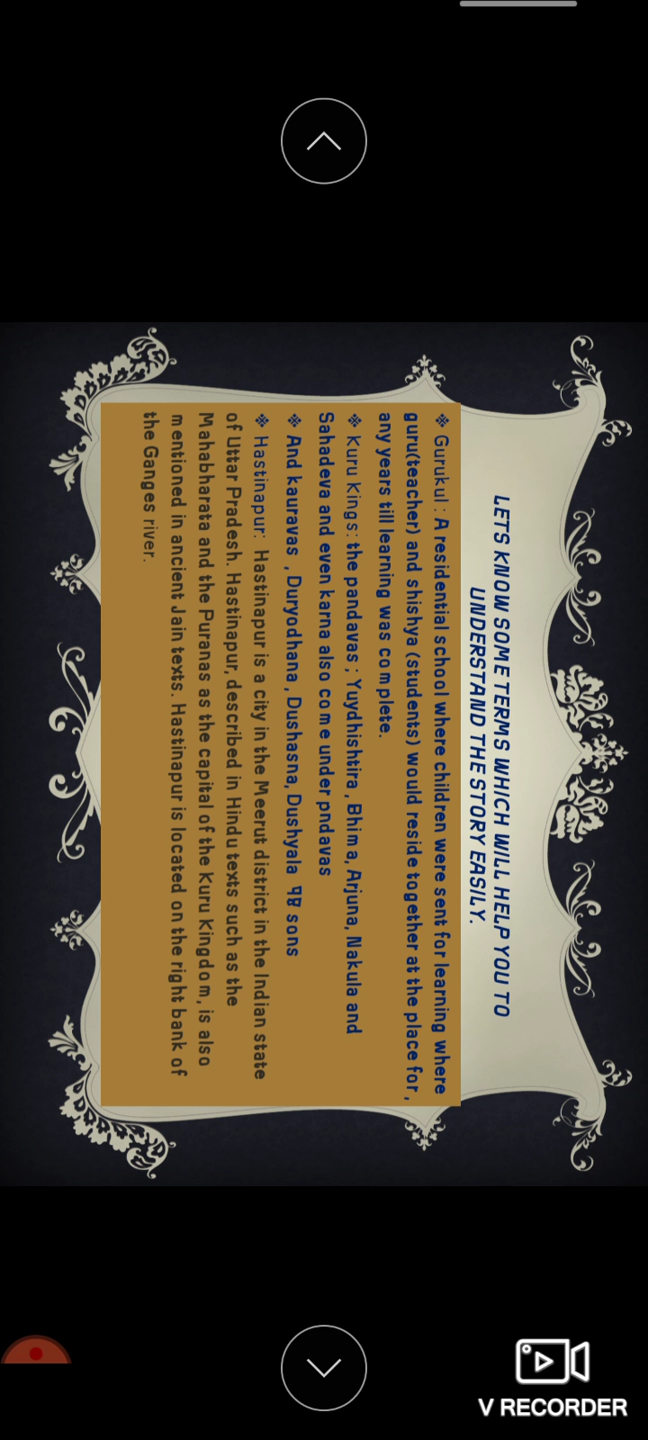 LETS KNOW SOME TERMS WHICH WILL HELP YOU TO
UNDERSTAND THE STORY EASILY.
❖ Gurukul : A residential school where children were sent for learning where
guru(teacher) and shishya (students) would reside together at the place for ,
any years till learning was complete.
❖ Kuru Kings: the pandavas ; Yuydhishtira , Bhima, Arjuna, Nakula and
Sahadeva and even karna also come under pndavas
❖ And kauravas , Duryodhana , Dushasna, Dushyala 98 sons
❖ Hastinapur: Hastinapur is a city in the Meerut district in the Indian state
of Uttar Pradesh. Hastinapur, described in Hindu texts such as the
Mahabharata and the Puranas as the capital of the Kuru Kingdom, is also
mentioned in ancient Jain texts. Hastinapur is located on the right bank of
the Ganges river.
V RECORDER